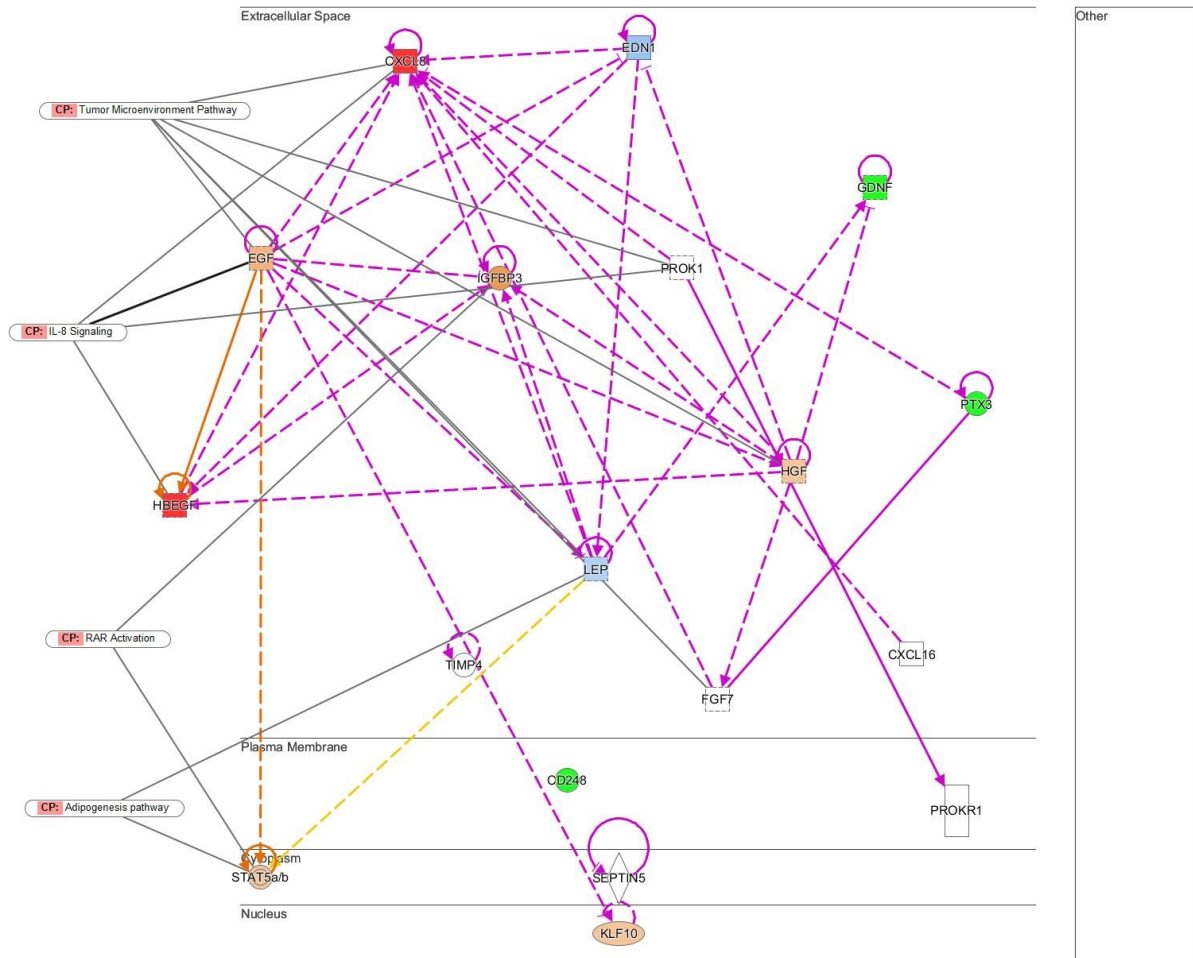 Extracellular Space
Other
EDN1
CXCL8
CP: Tumor Microenvironment Pathway
GDNF
EGF
PROK1
IGFBP3
CP: IL-8 Signaling
PTX3
HGF
HBEGF
LEP
CP: RAR Activation
CXCL16
TIMP4
FGF7
Plasma Membrane
CD248
CP: Adipogenesis pathway
PROKR1
Cytoplasm
STAT5a/b
SEPTIN5
Nucleus
KLF10